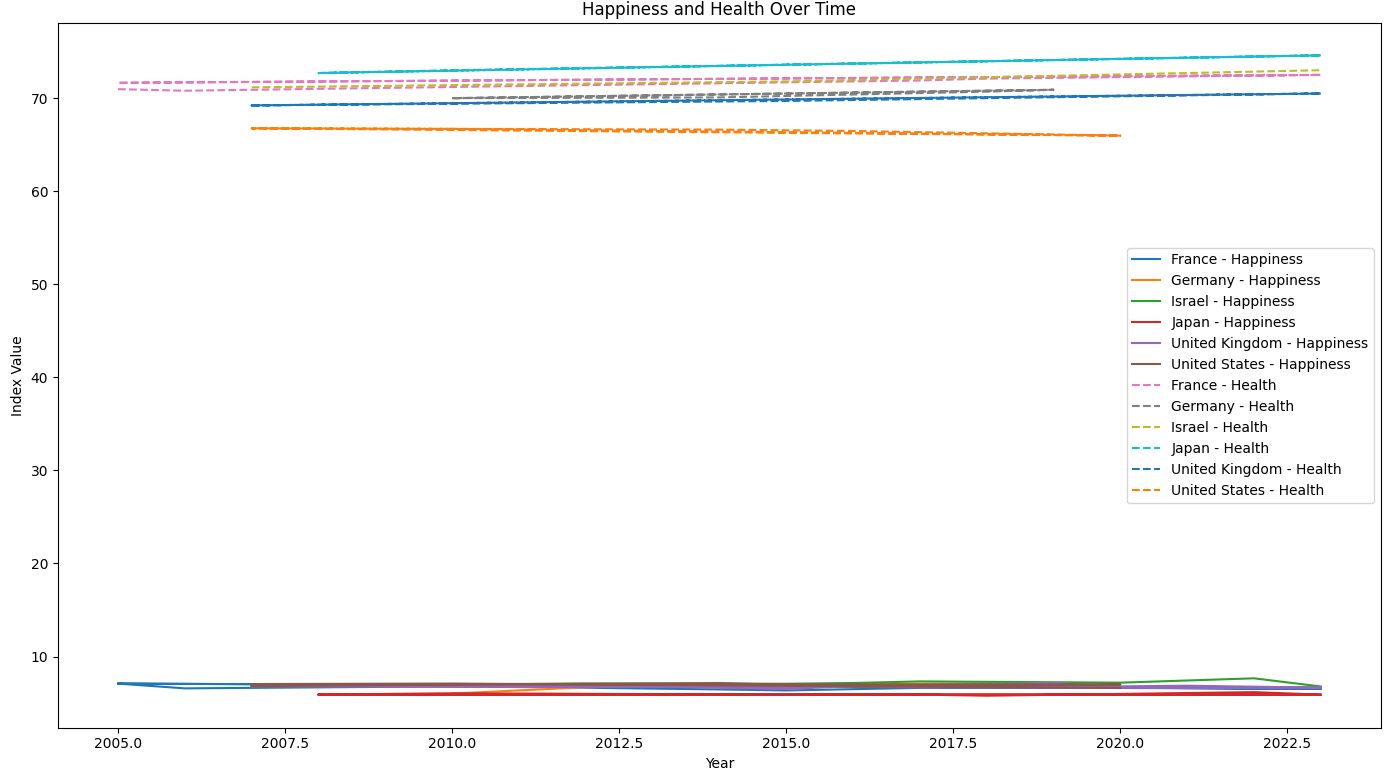 Happiness and Health Over Time
Index Value
70
60
50
40
30
20
10
France - Happiness
Germany - Happiness
Israel - Happiness
Japan - Happiness
United Kingdom - Happiness
United States - Happiness
France - Health
Germany - Health
Israel - Health
Japan - Health
United Kingdom - Health
United States - Health
2005.0 2007.5 2010.0 2012.5 2015.0 2017.5 2020.0 2022.5
Year